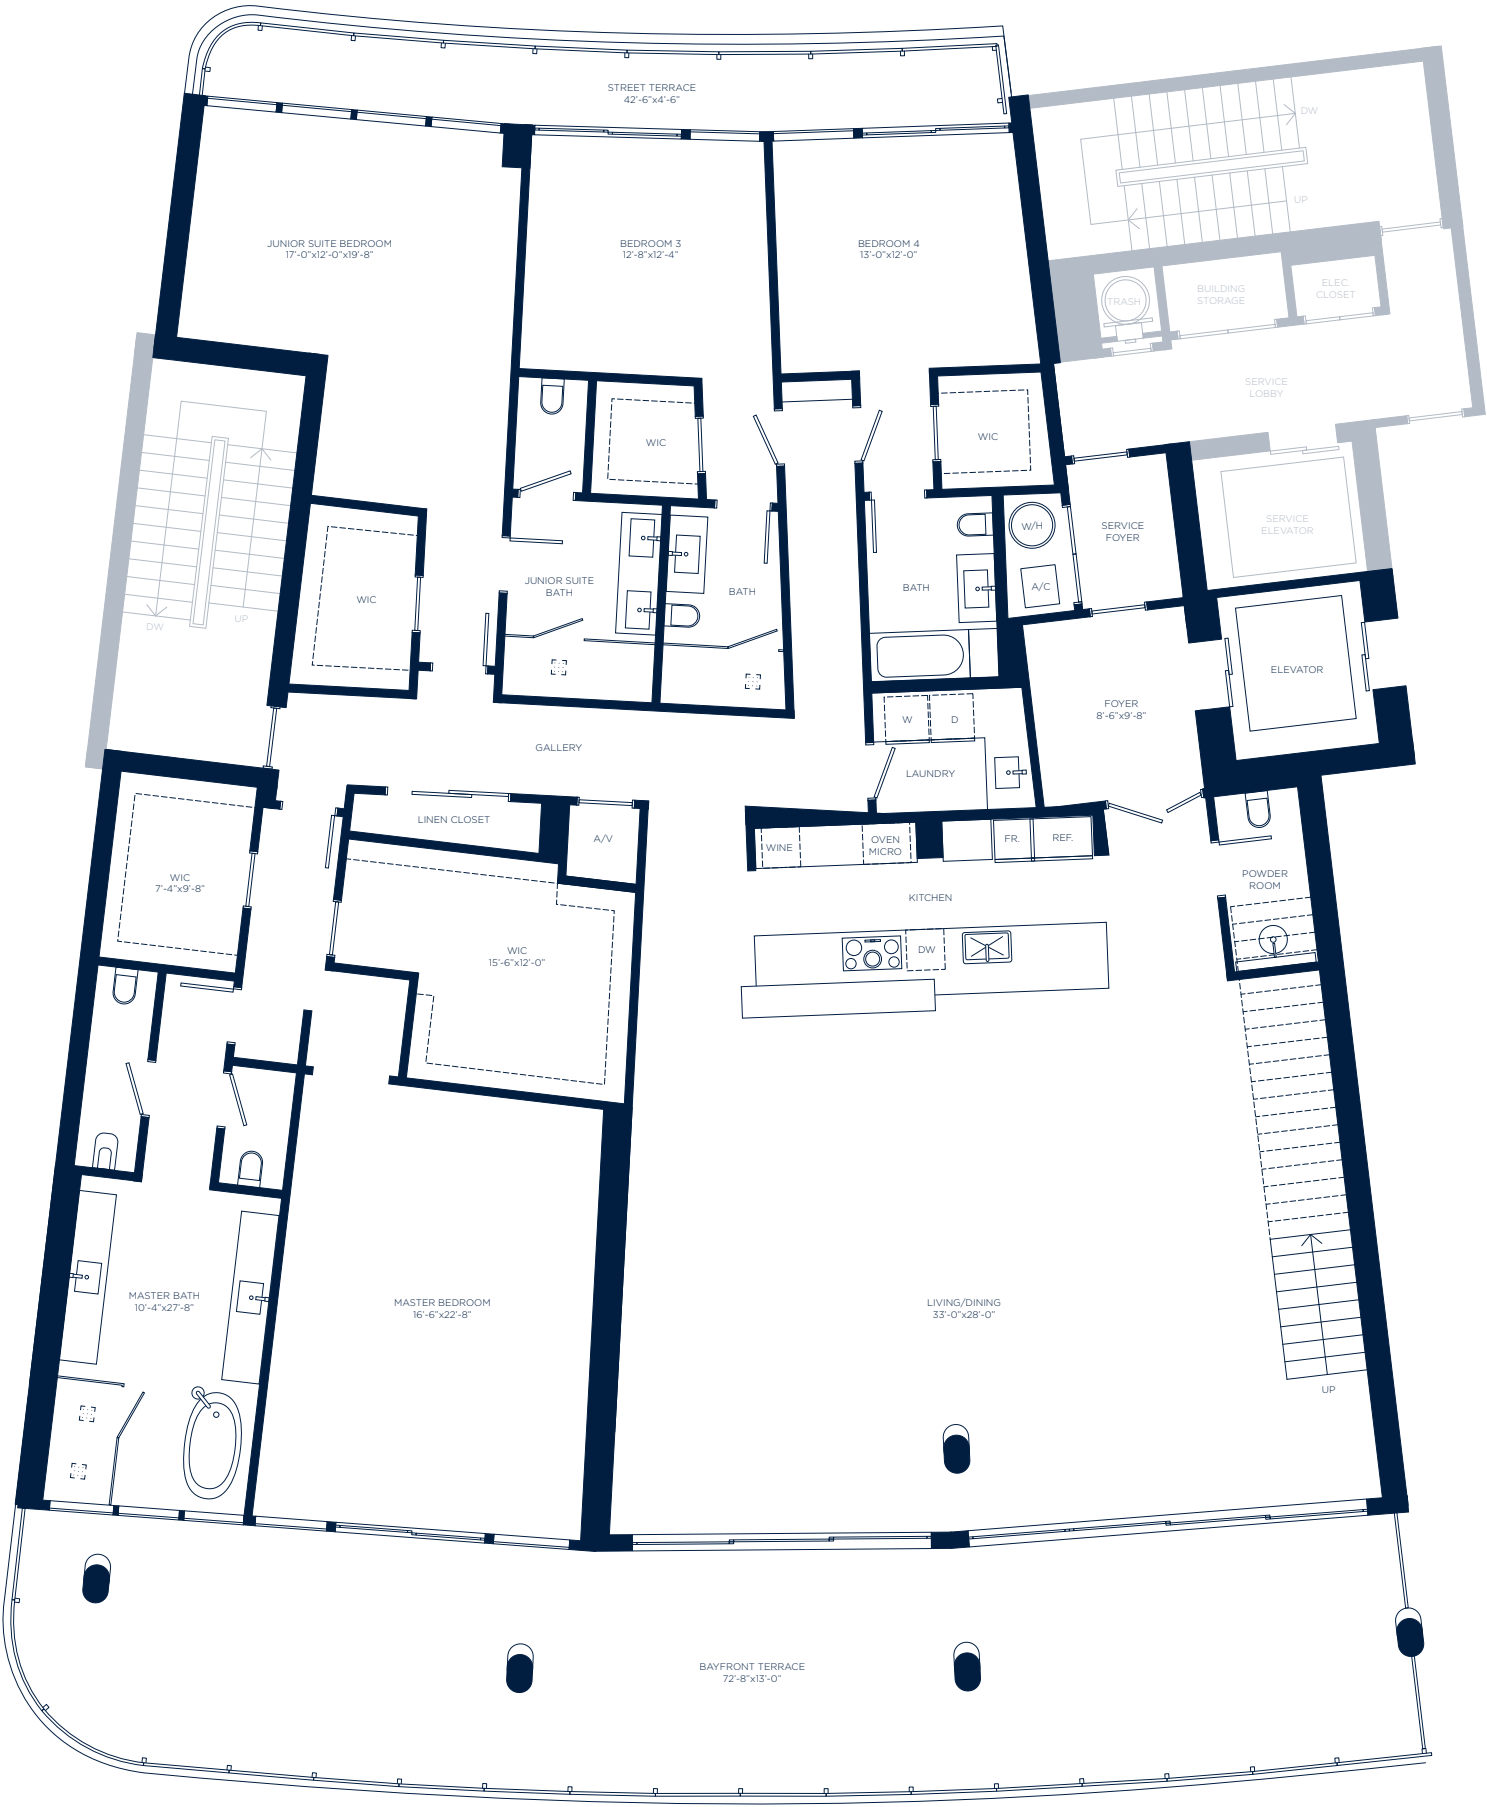 STREET TERRACE
42'-6"x4'-6"
DW
UP
JUNIOR SUITE BEDROOM
17'-0"x12'-0"x19'-8"
BEDROOM 3
12'-8"x12'-4"
BEDROOM 4
13'-0"x12'-0"
TRASH
BUILDING
STORAGE
ELEC.
CLOSET
SERVICE
LOBBY
WIC
WIC
W/H
SERVICE
FOYER
SERVICE
ELEVATOR
WIC
JUNIOR SUITE
BATH
BATH
BATH
A/C
DW
UP
ELEVATOR
FOYER
8'-6"x9'-8"
W
D
GALLERY
LAUNDRY
LINEN CLOSET
A/V
WINE
OVEN
MICRO
FR.
REF.
WIC
7'-4"x9'-8"
POWDER
ROOM
KITCHEN
WIC
15'-6"x12'-0"
DW
MASTER BATH
10'-4"x27'-8"
MASTER BEDROOM
16'-6"x22'-8"
LIVING/DINING
33'-0"x28'-0"
UP
BAYFRONT TERRACE
72'-8"x13'-0"